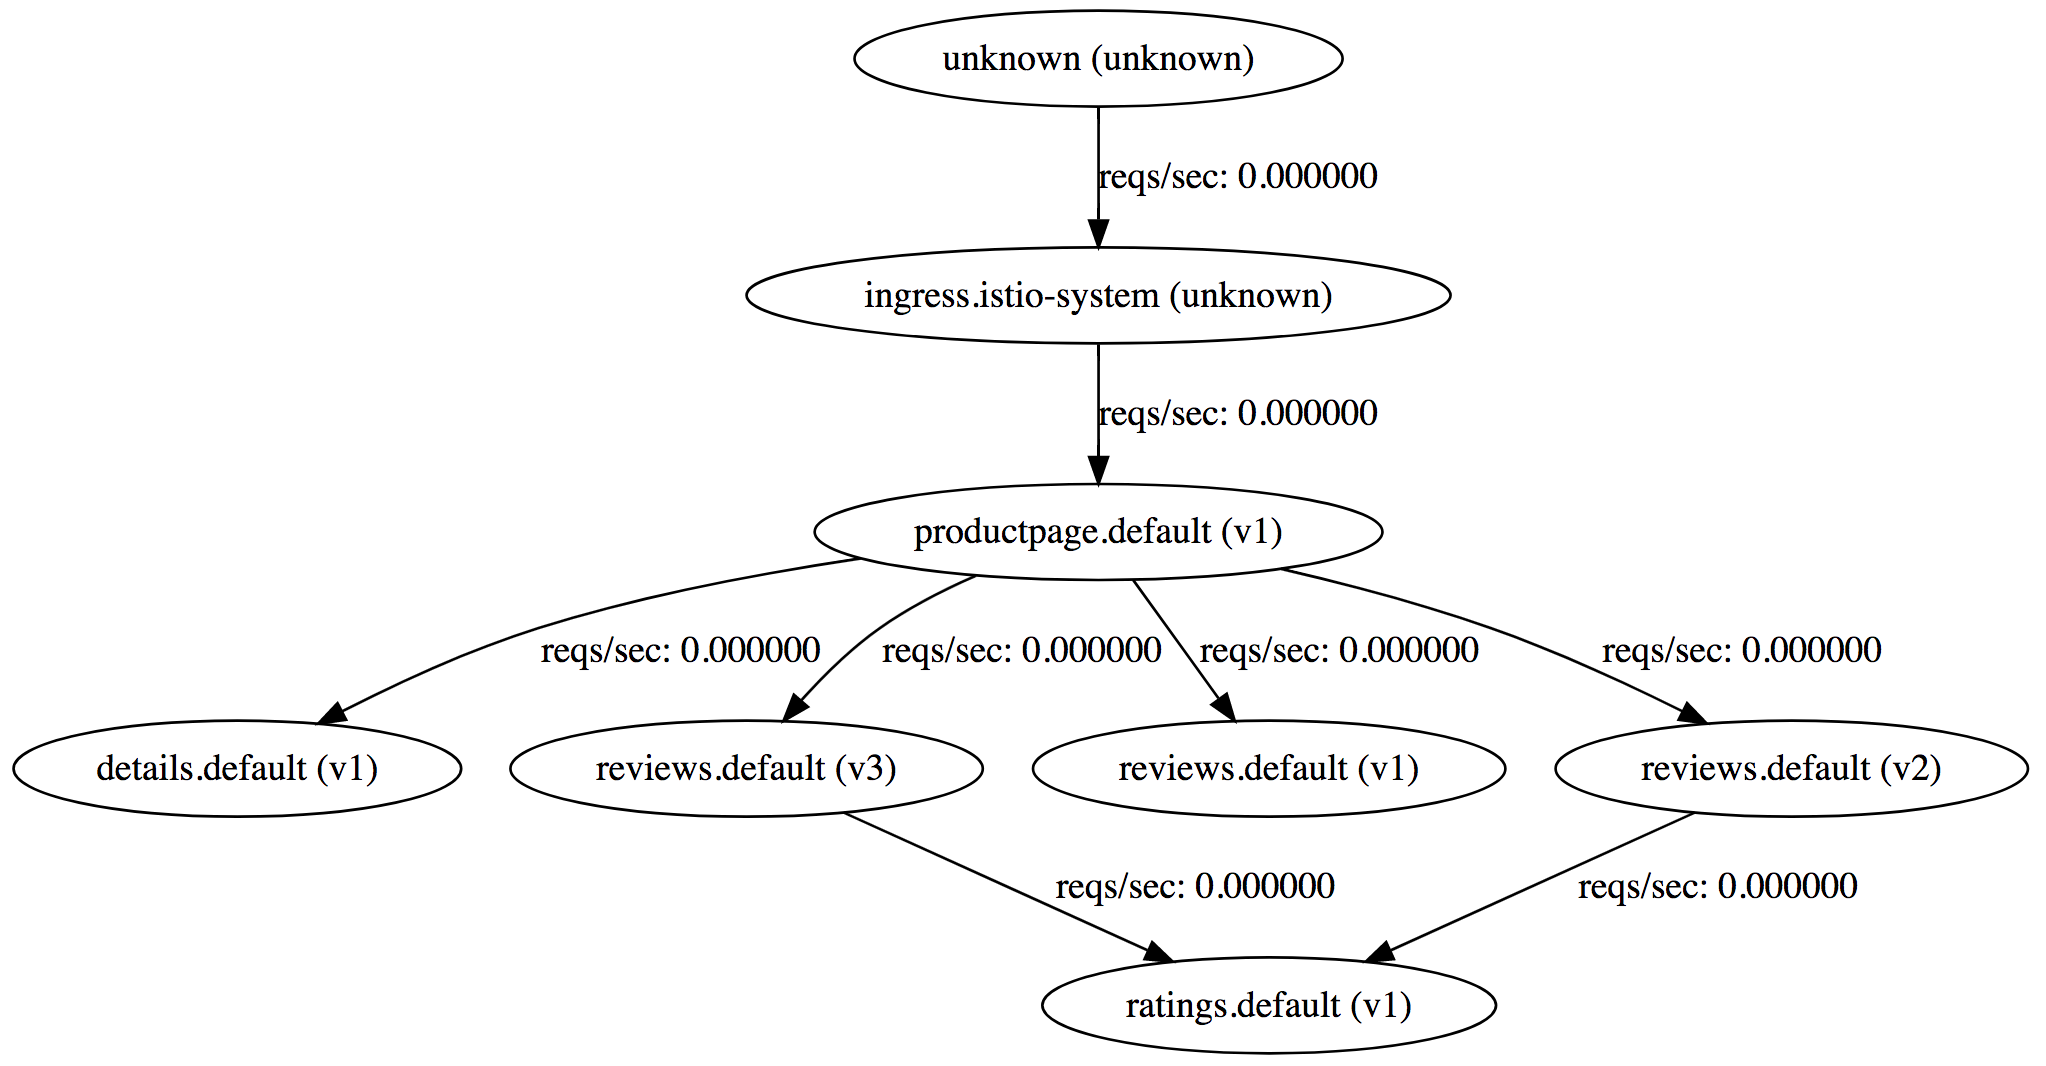 unknown (unknown)
reqs/sec: 0.000000
ingress.istio-system (unknown)
reqs/sec: 0.000000
productpage.default (v1)
reqs/sec: 0.000000
reqs/sec: 0.000000
reqs/sec: 0.000000
reqs/sec: 0.000000
details.default (v1)
reviews.default (v3)
reviews.default (v1)
reviews.default (v2)
reqs/sec: 0.000000
reqs/sec: 0.000000
ratings.default (v1)